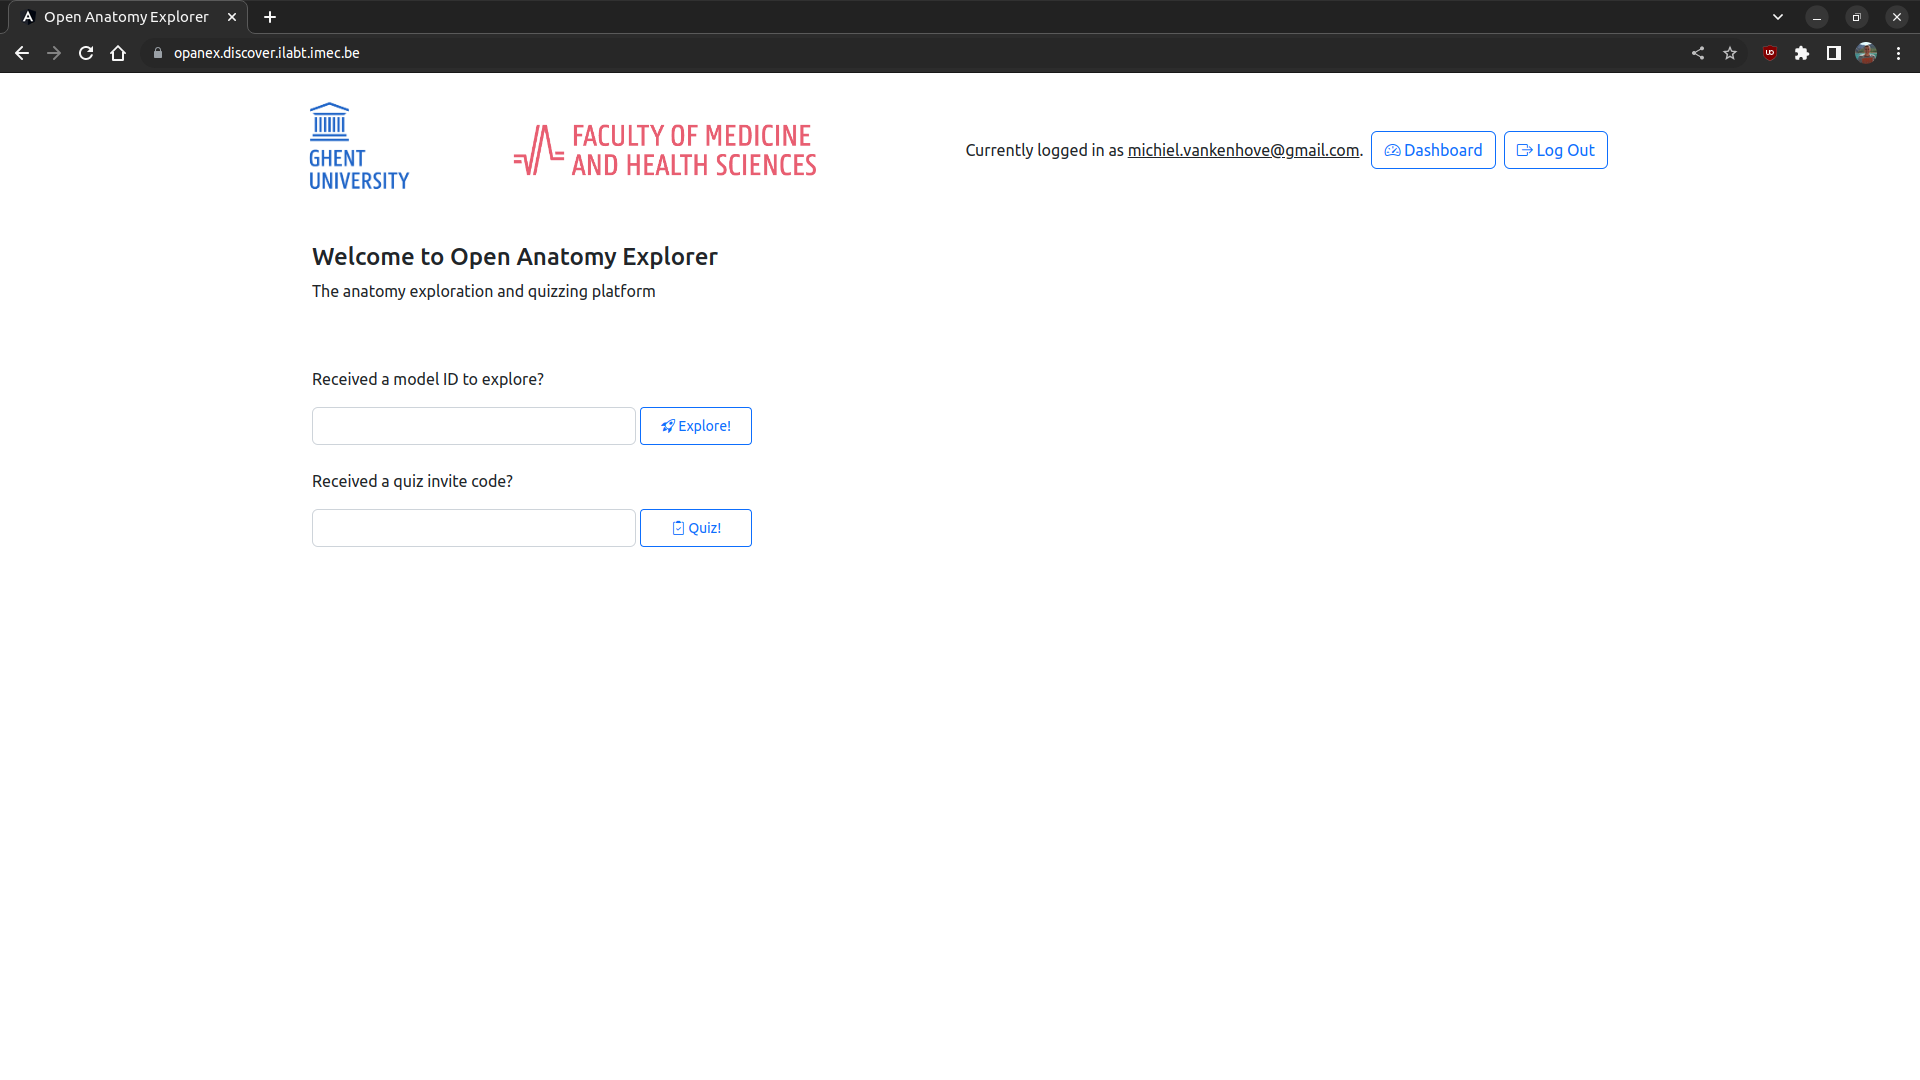 Open Anatomy Explorer
opanex.discover.ilabt.imec.be
GHENT
UNIVERSITY
FACULTY OF MEDICINE
AND HEALTH SCIENCES
Currently logged in as michiel.vankenhove@gmail.com.
Dashboard
Log Out
Welcome to Open Anatomy Explorer
The anatomy exploration and quizzing platform
Received a model ID to explore?
Explore!
Received a quiz invite code?
Quiz!